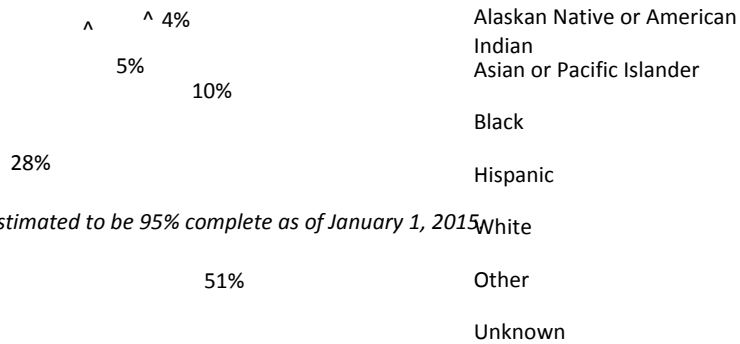 ^
^ 4%
5%
10%
28%
stimated to be 95% complete as of January 1, 2015
51%
Alaskan Native or American
Indian
Asian or Pacific Islander
Black
Hispanic
White
Other
Unknown